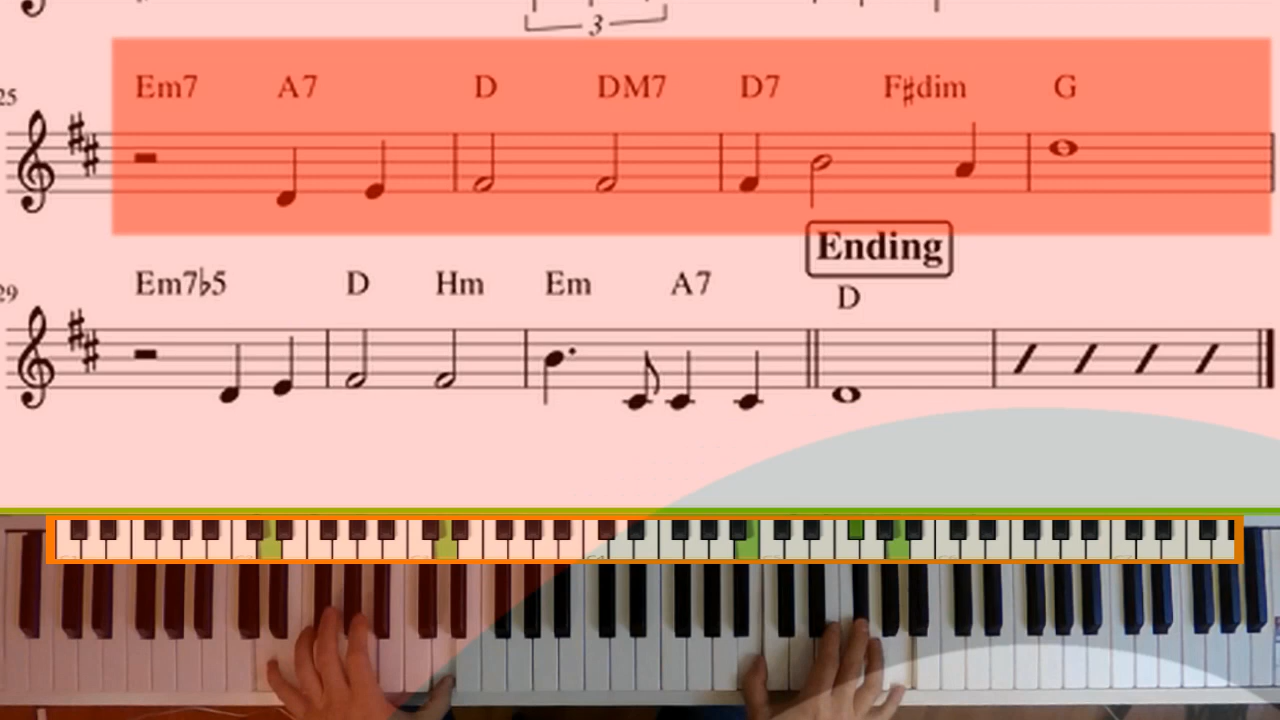 3
Em7 A7 D DM7 D7 F♯dim G
25
Ending
Em7♭5 D Hm Em A7 D
29